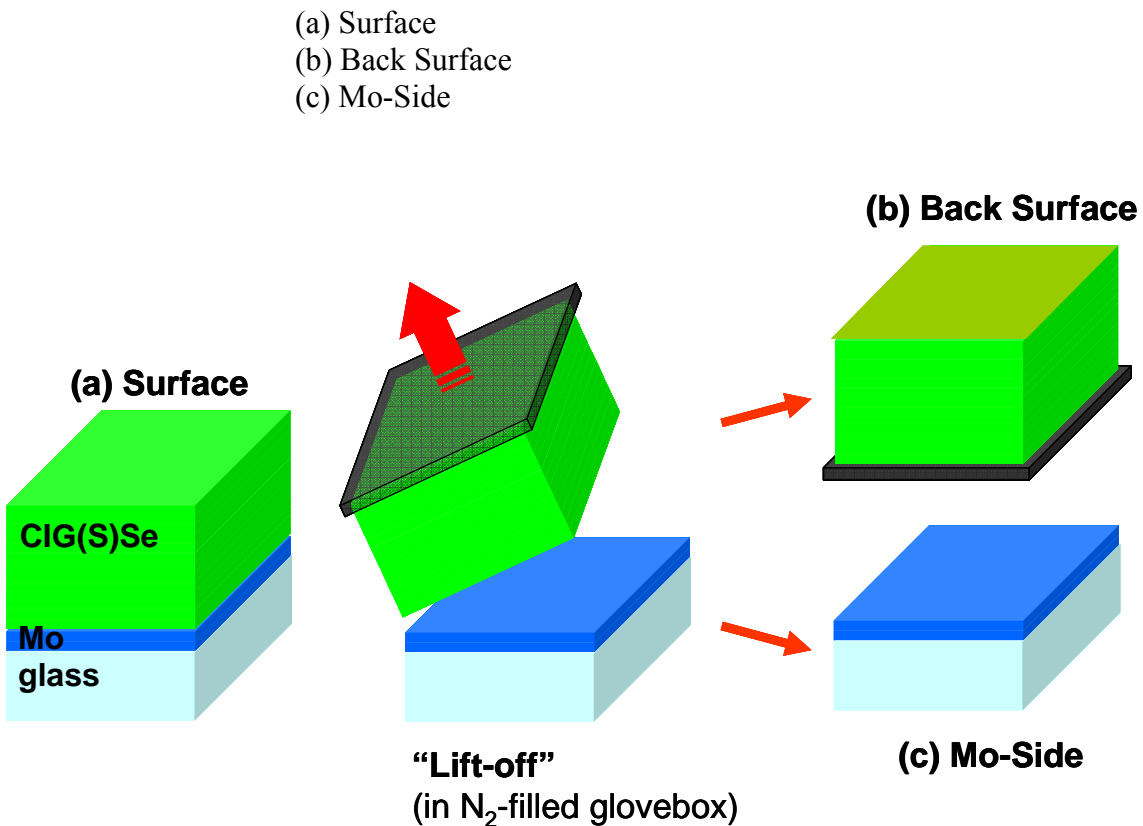 (a) Surface
(b) Back Surface
(c) Mo-Side
(b) Back Surface
(a) Surface
CIG(S)Se
Mo
glass
“Lift-off”
(in N₂-filled glovebox)
(c) Mo-Side